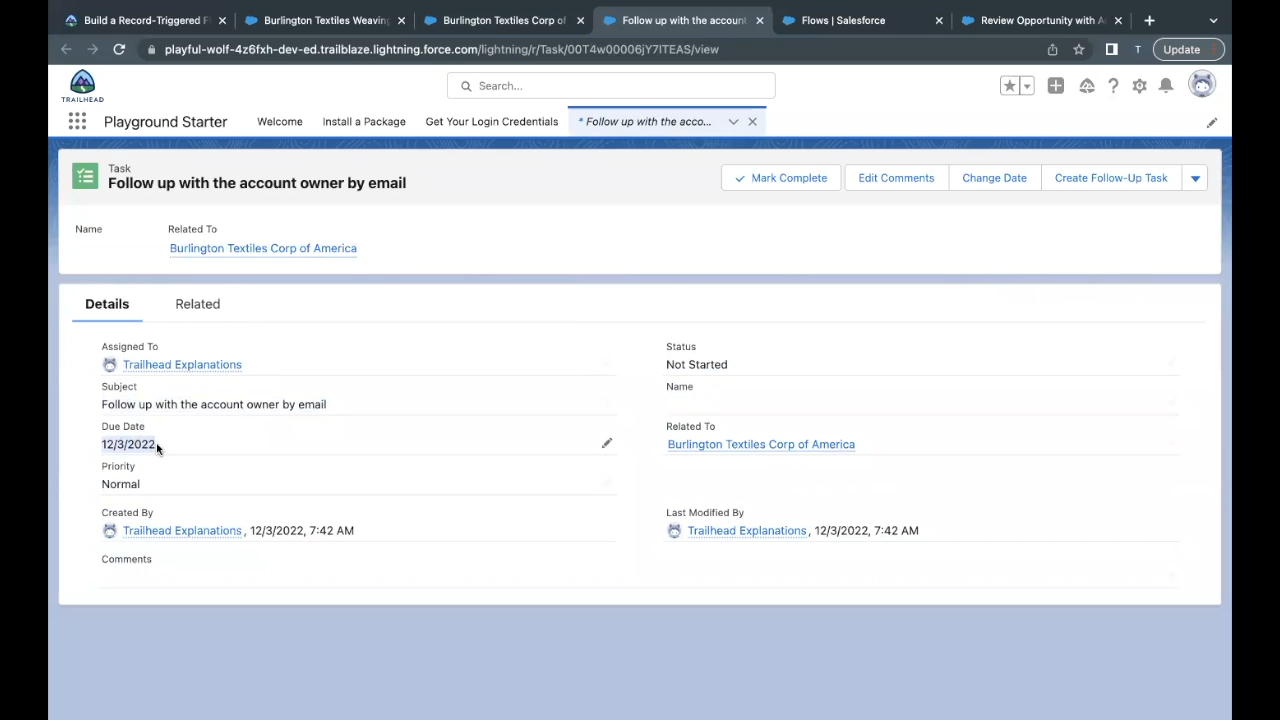 Build a Record-Triggered Fl
Burlington Textiles Weaving
Burlington Textiles Corp of
Follow up with the account
Flows | Salesforce
Review Opportunity with A
playful-wolf-4z6fxh-dev-ed.trailblaze.lightning.force.com/lightning/r/Task/00T4w00006jY7ITEAS/view
T
Update
TRAILHEAD
Search...
Playground Starter
Welcome
Install a Package
Get Your Login Credentials
* Follow up with the acco...
Task
Follow up with the account owner by email
Mark Complete
Edit Comments
Change Date
Create Follow-Up Task
Name
Related To
Burlington Textiles Corp of America
Details
Related
Assigned To
Trailhead Explanations
Status
Not Started
Subject
Follow up with the account owner by email
Name
Due Date
12/3/2022
Related To
Burlington Textiles Corp of America
Priority
Normal
Created By
Trailhead Explanations, 12/3/2022, 7:42 AM
Last Modified By
Trailhead Explanations, 12/3/2022, 7:42 AM
Comments